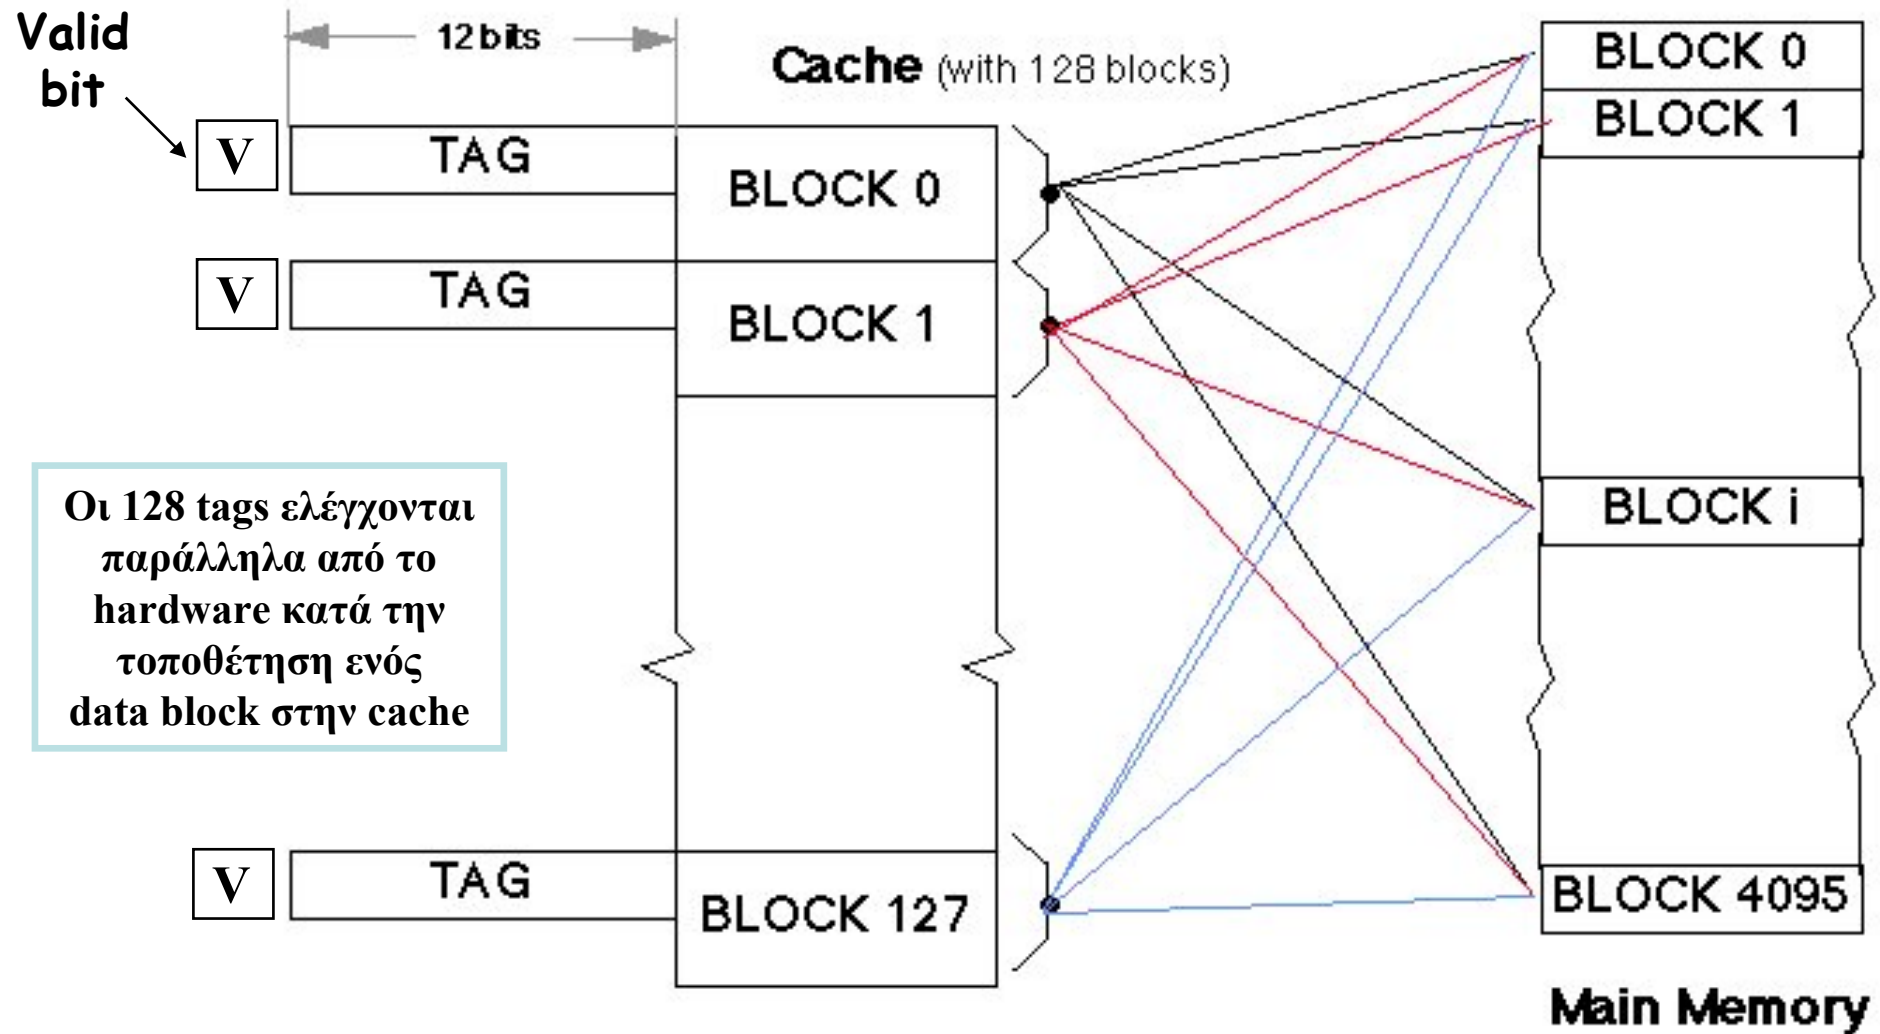 Valid
bit
12 bits
Cache (with 128 blocks)
V
TAG
BLOCK 0
V
TAG
BLOCK 1
Οι 128 tags ελέγχονται
παράλληλα από το
hardware κατά την
τοποθέτηση ενός
data block στην cache
V
TAG
BLOCK 127
BLOCK 0
BLOCK 1
BLOCK i
BLOCK 4095
Main Memory